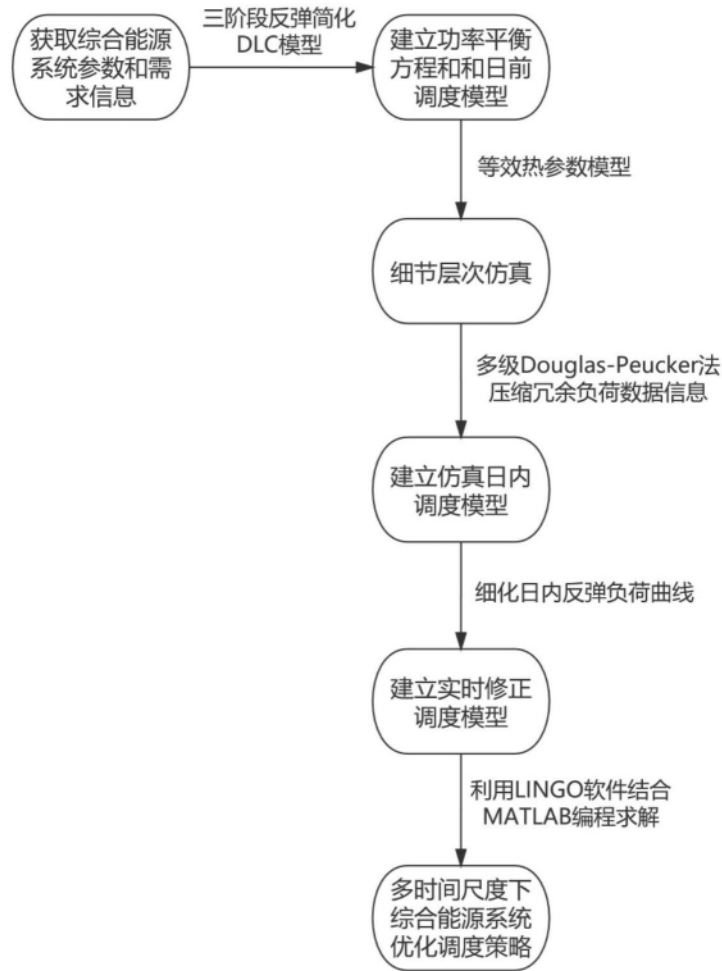 获取综合能源
系统参数和需
求信息
三阶段反弹简化
DLC模型
建立功率平衡
方程和和日前
调度模型
等效热参数模型
细节层次仿真
多级Douglas-Peucker法
压缩冗余负荷数据信息
建立仿真日内
调度模型
细化日内反弹负荷曲线
建立实时修正
调度模型
利用LINGO软件结合
MATLAB编程求解
多时间尺度下
综合能源系统
优化调度策略